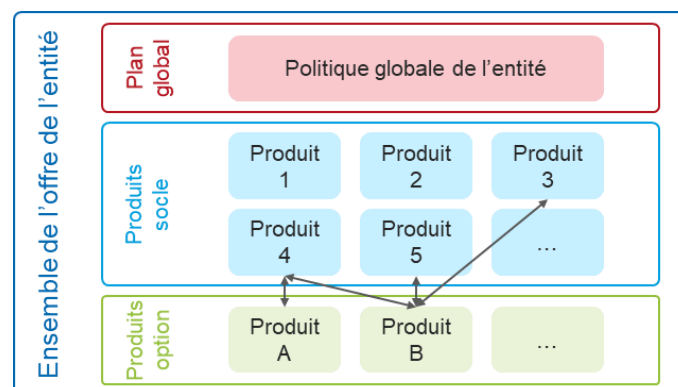 Ensemble de l'offre de l'entité
Plan
global
Politique globale de l'entité
Produits
socle
Produit
1
Produit
2
Produit
3
Produit
4
Produit
5
...
Produits
option
Produit
A
Produit
B
...